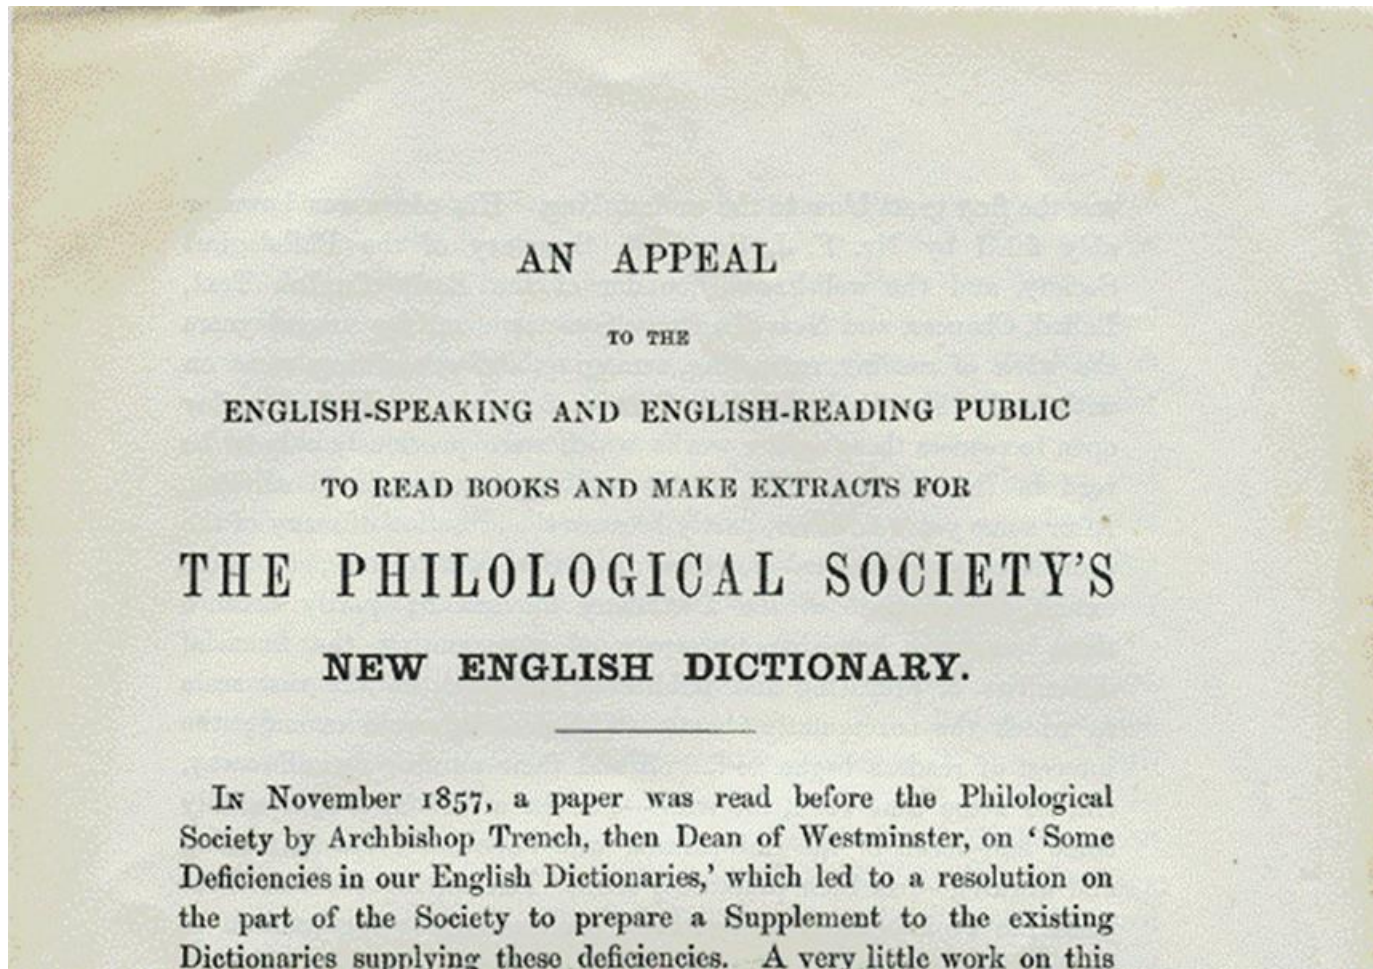 AN APPEAL
TO THE
ENGLISH-SPEAKING AND ENGLISH-READING PUBLIC
TO READ BOOKS AND MAKE EXTRACTS FOR
THE PHILOLOGICAL SOCIETY'S
NEW ENGLISH DICTIONARY.
In November 1857, a paper was read before the Philological
Society by Archbishop Trench, then Dean of Westminster, on ‘Some
Deficiencies in our English Dictionaries,’ which led to a resolution on
the part of the Society to prepare a Supplement to the existing
Dictionaries supplying these deficiencies. A very little work on this